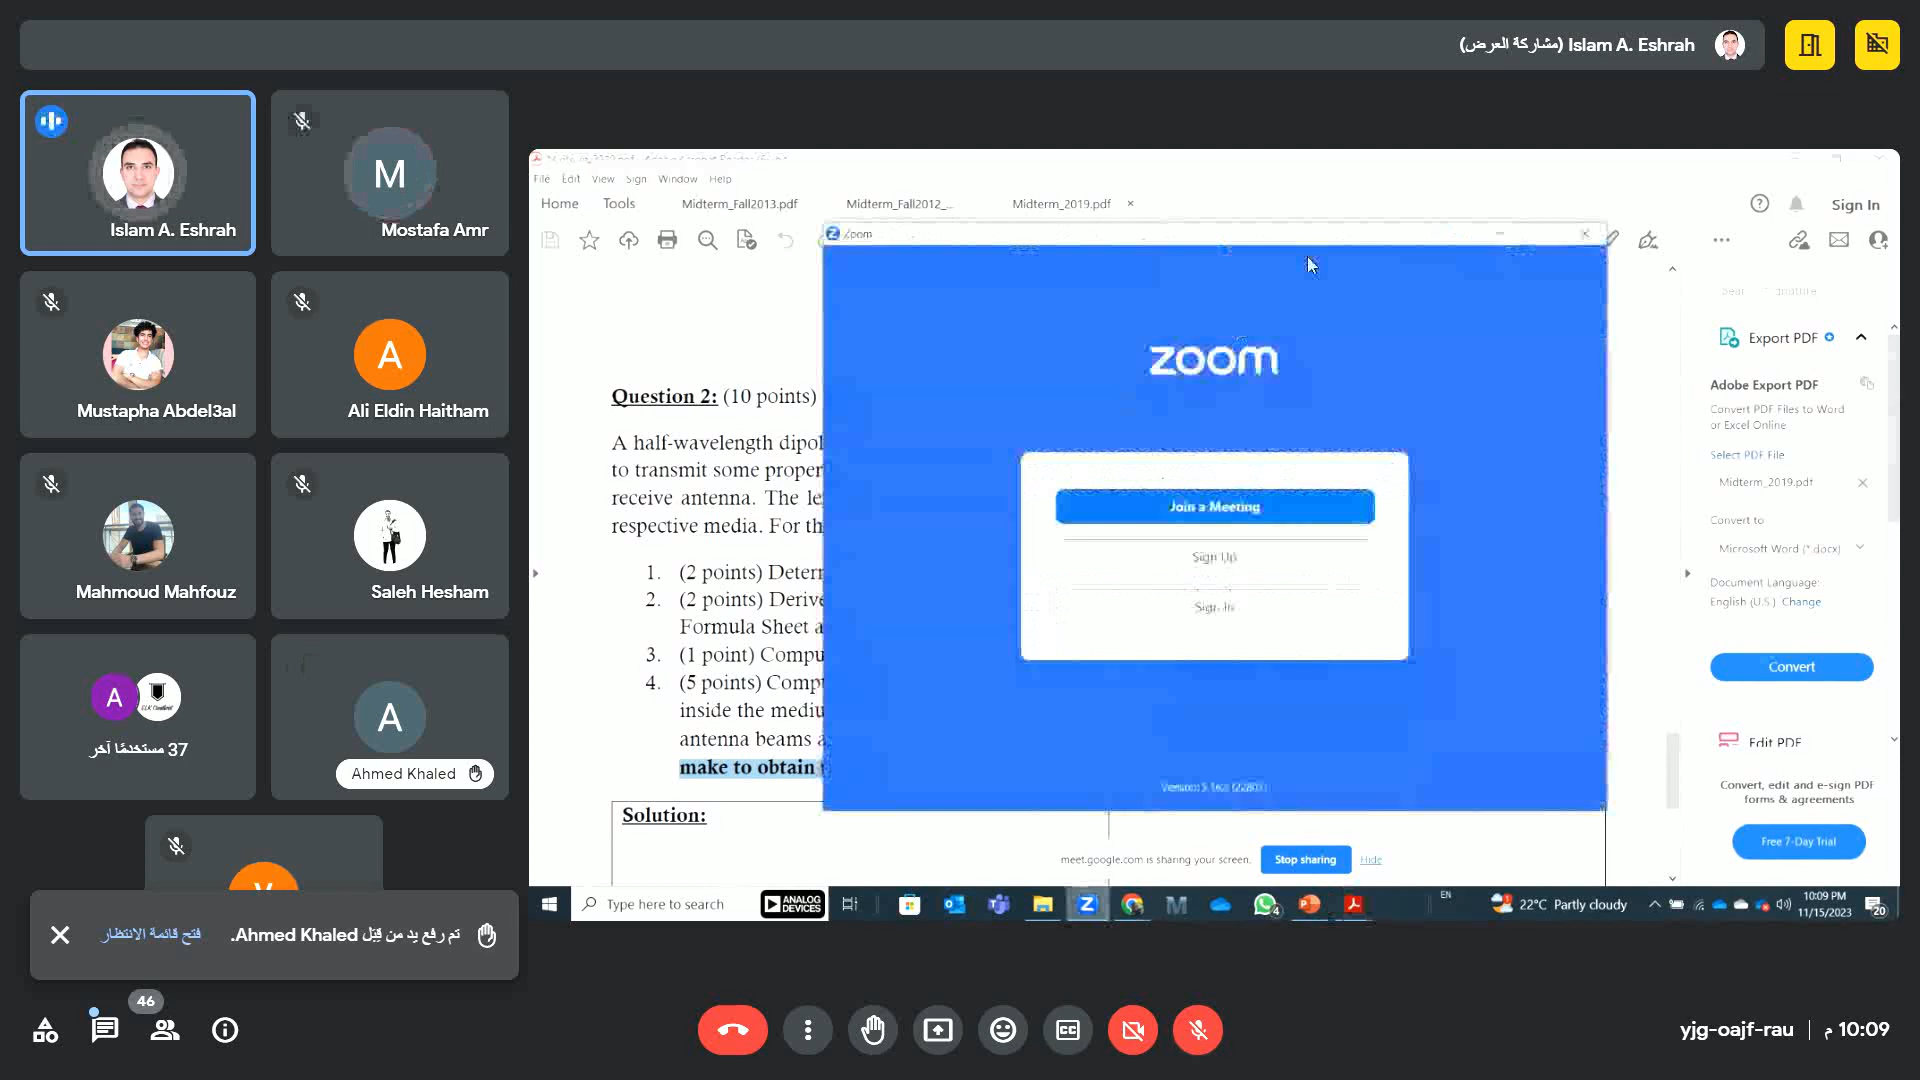 Islam A. Eshrah (مشاركة العرض)
Islam A. Eshrah
M
Mostafa Amr
Mustapha Abdel3al
A
Ali Eldin Haitham
Mahmoud Mahfouz
Saleh Hesham
A
37 مستخدمًا آخر
A
Ahmed Khaled
تم رفع يد من قِبَل Ahmed Khaled.
فتح قائمة الانتظار
46
File Edit View Sign Window Help
Home Tools Midterm_Fall2013.pdf Midterm_Fall2012_... Midterm_2019.pdf
Sign In
Zoom
zoom
Join a Meeting
Sign Up
Sign In
Question 2: (10 points)
A half-wavelength dipol
to transmit some proper
receive antenna. The le
respective media. For th
1. (2 points) Deter
2. (2 points) Derive
Formula Sheet a
3. (1 point) Compu
4. (5 points) Comp
inside the mediu
antenna beams a
make to obtain
Solution:
Export PDF
Adobe Export PDF
Convert PDF Files to Word
or Excel Online
Select PDF File
Midterm_2019.pdf
Convert to
Microsoft Word (*.docx)
Document Language:
English (U.S.) Change
Convert
Edit PDF
Convert, edit and e-sign PDF
forms & agreements
Free 7-Day Trial
meet.google.com is sharing your screen.
Stop sharing
Hide
Type here to search
ANALOG
DEVICES
4
EN
22°C Partly cloudy
10:09 PM
11/15/2023
20
yjg-oajf-rau
10:09 م